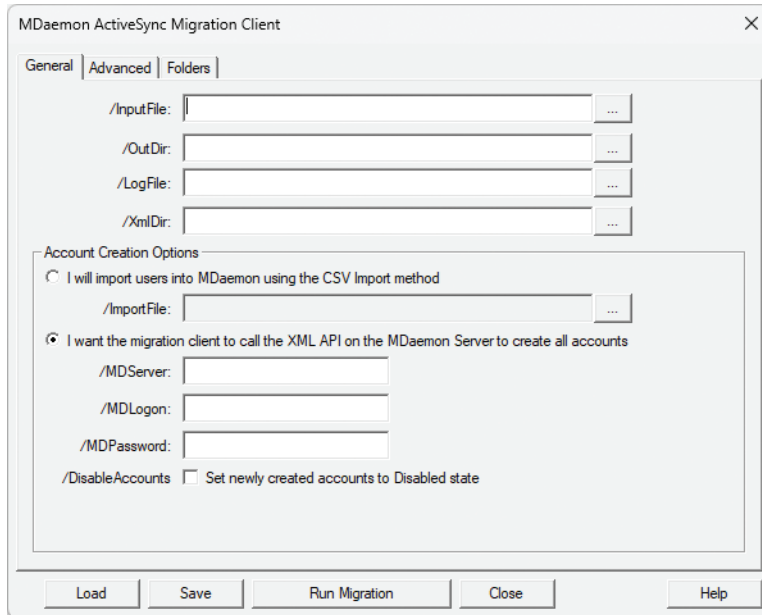 MDaemon ActiveSync Migration Client
General Advanced Folders
/InputFile: ...
/OutDir: ...
/LogFile: ...
/XmlDir: ...
Account Creation Options
I will import users into MDaemon using the CSV Import method
/ImportFile: ...
I want the migration client to call the XML API on the MDaemon Server to create all accounts
/MDServer:
/MDLogon:
/MDPassword:
/DisableAccounts Set newly created accounts to Disabled state
Load Save Run Migration Close Help